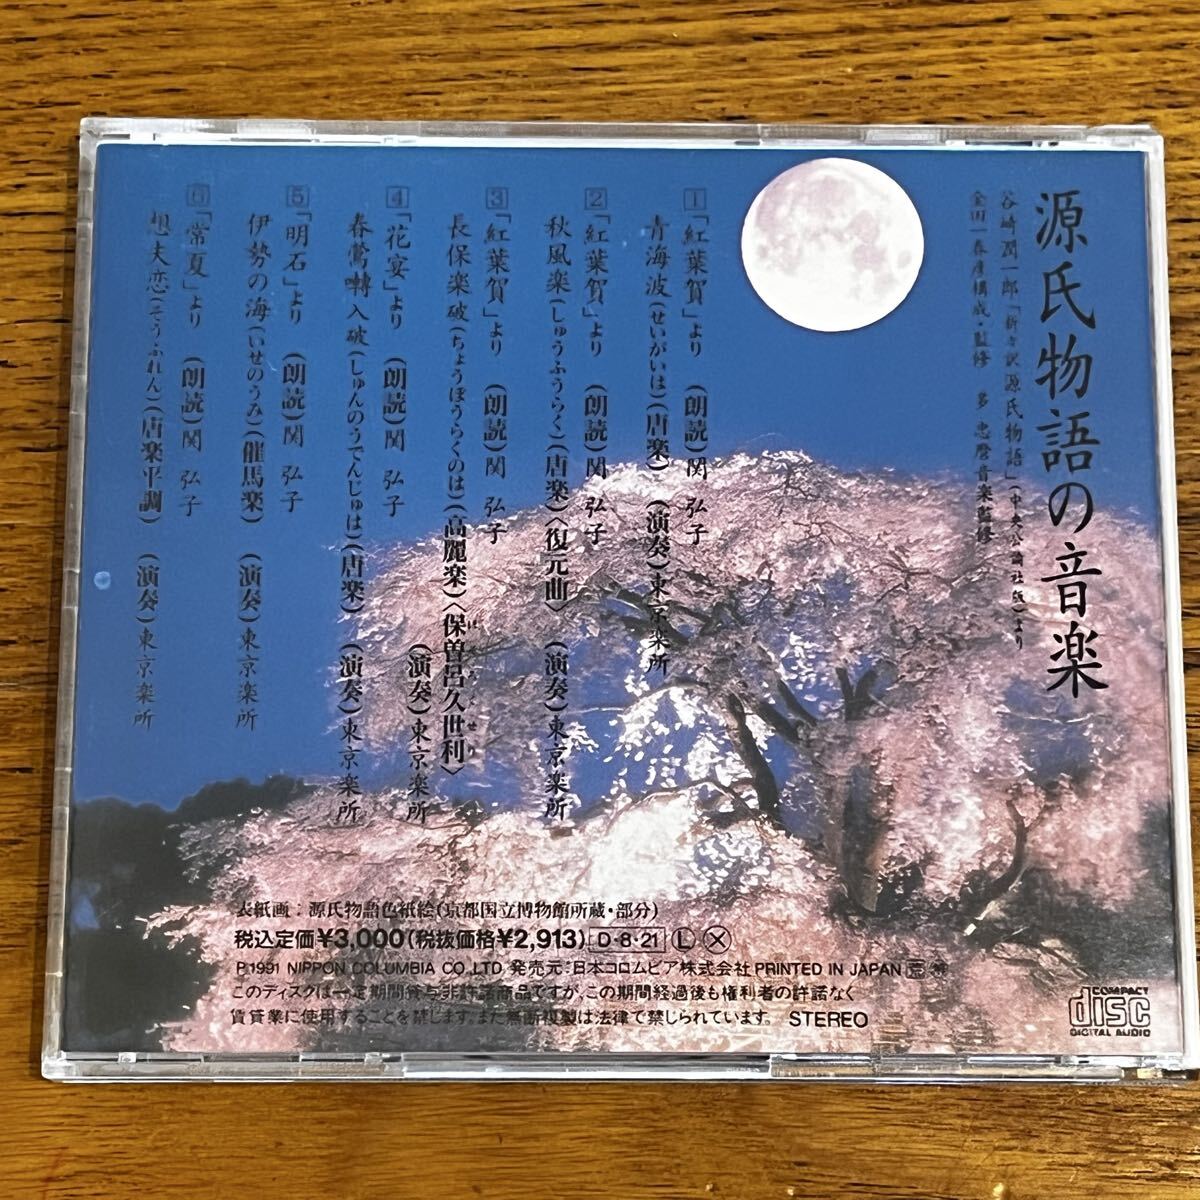 源氏物語の音楽
谷崎潤一郎「新々訳 源氏物語」(中央公論社版)より
金田一春彦構成・監修 多 忠麿音楽監修
1 「紅葉賀」より (朗読)関 弘子
青海波(せいがいは)(唐楽) (演奏)東京楽所
2 「紅葉賀」より (朗読)関 弘子
秋風楽(しゅうふうらく)(唐楽)〈復元曲〉 (演奏)東京楽所
3 「紅葉賀」より (朗読)関 弘子
長保楽破(ちょうぼうらくのは)(高麗楽)〈保曽呂久世利〉
(演奏)東京楽所
4 「花宴」より (朗読)関 弘子
春鶯囀入破(しゅんのうでんじゅは)(唐楽) (演奏)東京楽所
5 「明石」より (朗読)関 弘子
伊勢の海(いせのうみ)(催馬楽) (演奏)東京楽所
6 「常夏」より (朗読)関 弘子
想夫恋(そうふれん)(唐楽平調) (演奏)東京楽所
表紙画:源氏物語色紙絵(京都国立博物館所蔵・部分)
税込定価¥3,000(税抜価格¥2,913) D・8・21 L X
P.1991 NIPPON COLUMBIA CO.,LTD. 発売元:日本コロムビア株式会社 PRINTED IN JAPAN
このディスクは一定期間貸与非許諾商品ですが、この期間経過後も権利者の許諾なく
賃貸業に使用することを禁じます。また無断複製は法律で禁じられています。 STEREO
COMPACT
disc
DIGITAL AUDIO